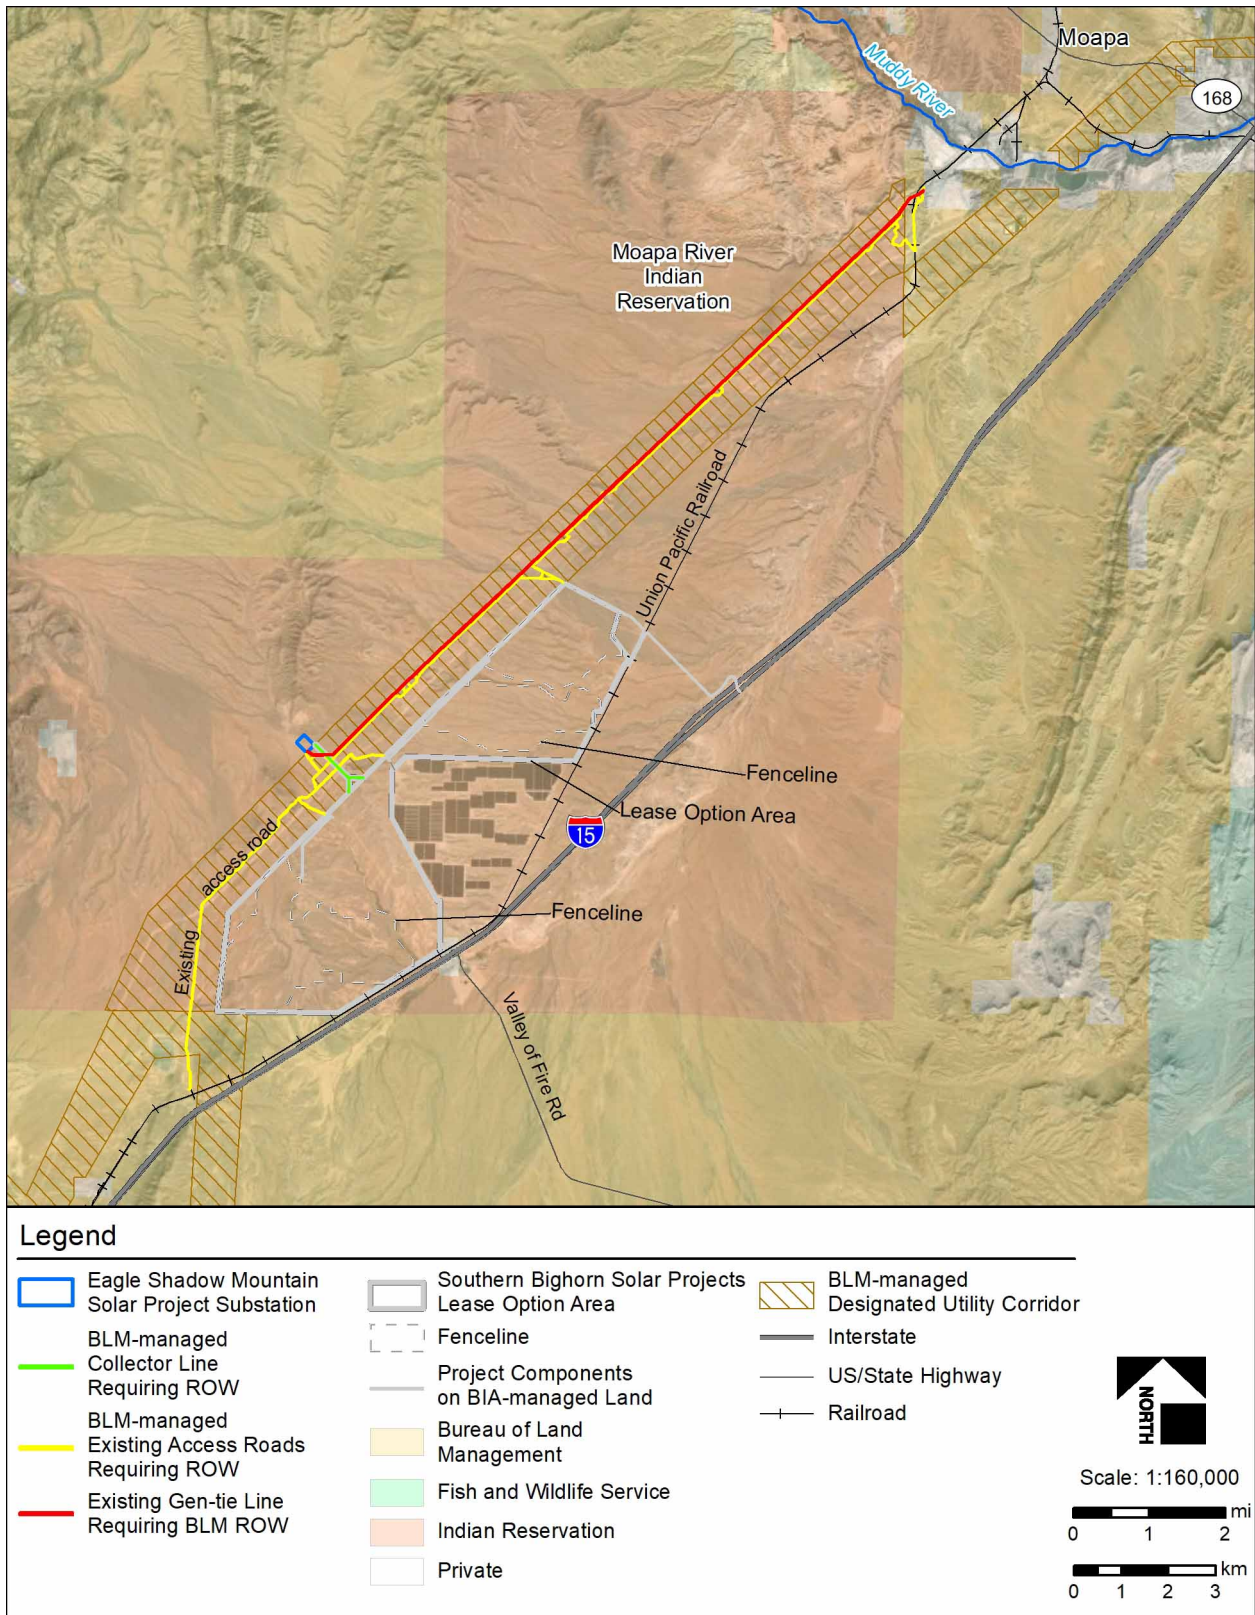 Moapa
Muddy River
168
Moapa River
Indian
Reservation
Union Pacific Railroad
Fenceline
Lease Option Area
15
access road
Fenceline
Existing
Valley of Fire Rd
Legend
Eagle Shadow Mountain
Solar Project Substation
BLM-managed
Collector Line
Requiring ROW
BLM-managed
Existing Access Roads
Requiring ROW
Existing Gen-tie Line
Requiring BLM ROW
Southern Bighorn Solar Projects
Lease Option Area
Fenceline
Project Components
on BIA-managed Land
Bureau of Land
Management
Fish and Wildlife Service
Indian Reservation
Private
BLM-managed
Designated Utility Corridor
Interstate
US/State Highway
Railroad
NORTH
Scale: 1:160,000
mi
0 1 2
km
0 1 2 3